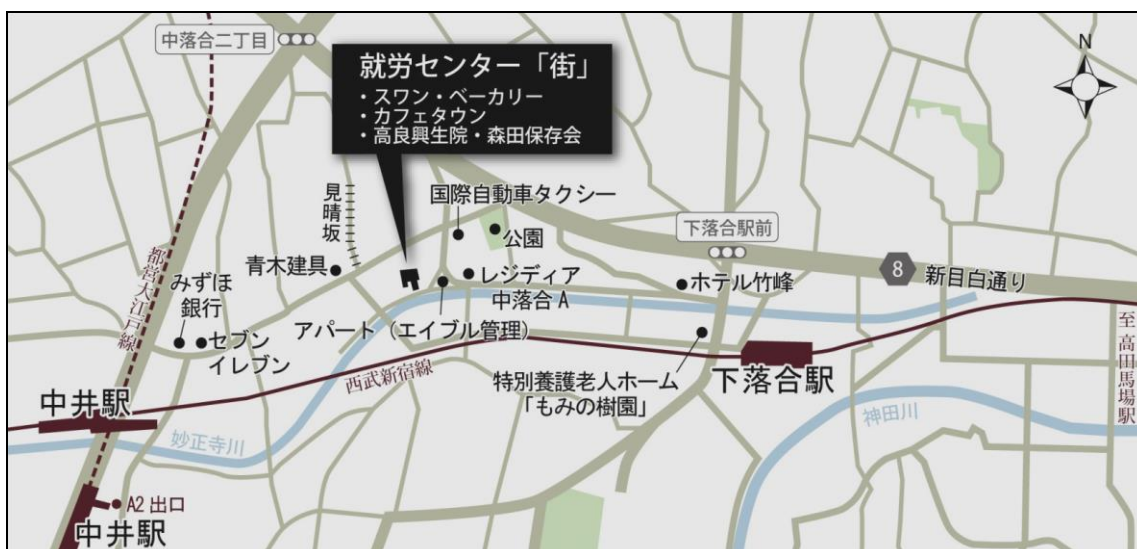 中落合二丁目
就労センター「街」
・スワン・ベーカリー
・カフェタウン
・高良興生院・森田保存会
N
見晴坂
国際自動車タクシー
公園
下落合駅前
8
新目白通り
青木建具
みずほ
銀行
レジディア
中落合 A
ホテル竹峰
都営大江戸線
セブン
イレブン
アパート（エイブル管理）
西武新宿線
特別養護老人ホーム
「もみの樹園」
下落合駅
至 高田馬場駅
中井駅
妙正寺川
神田川
A2 出口
中井駅